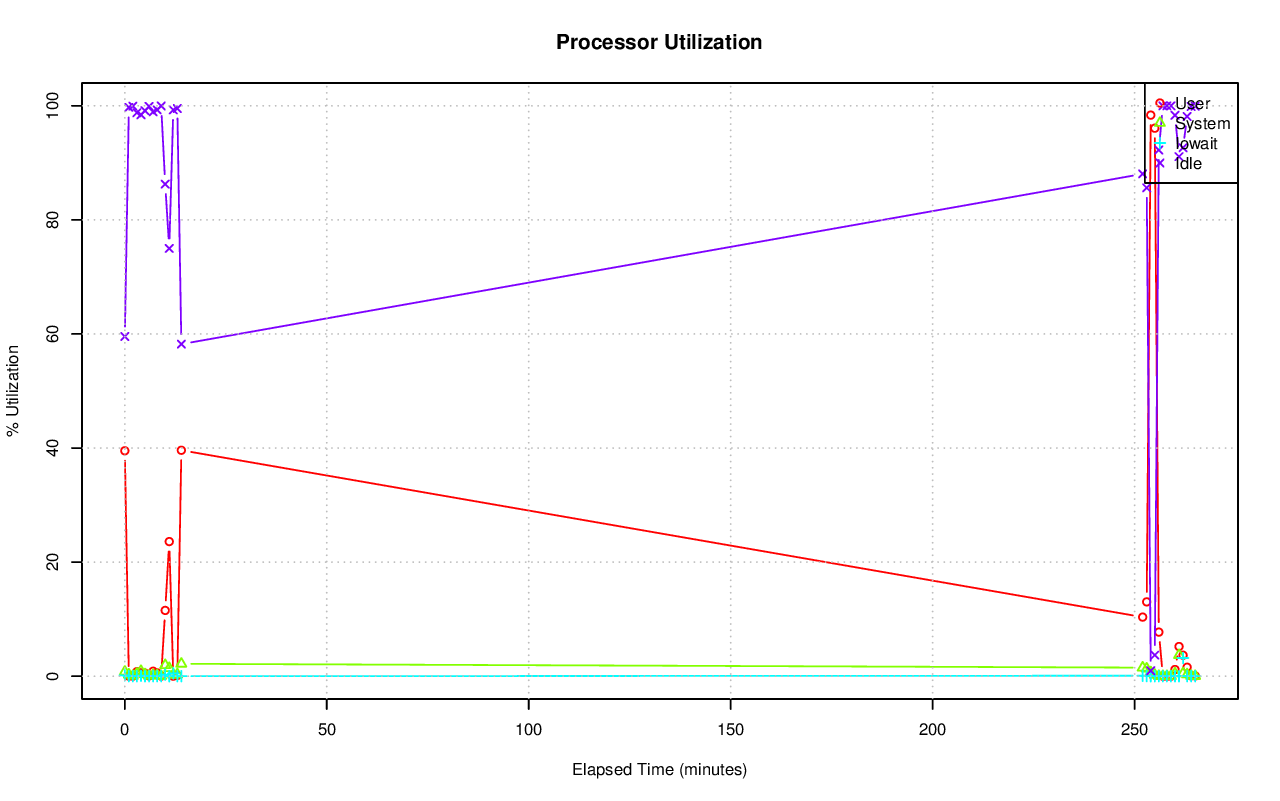 Processor Utilization
% Utilization
100
80
60
40
20
0
User
System
Iowait
Idle
0 50 100 150 200 250
Elapsed Time (minutes)